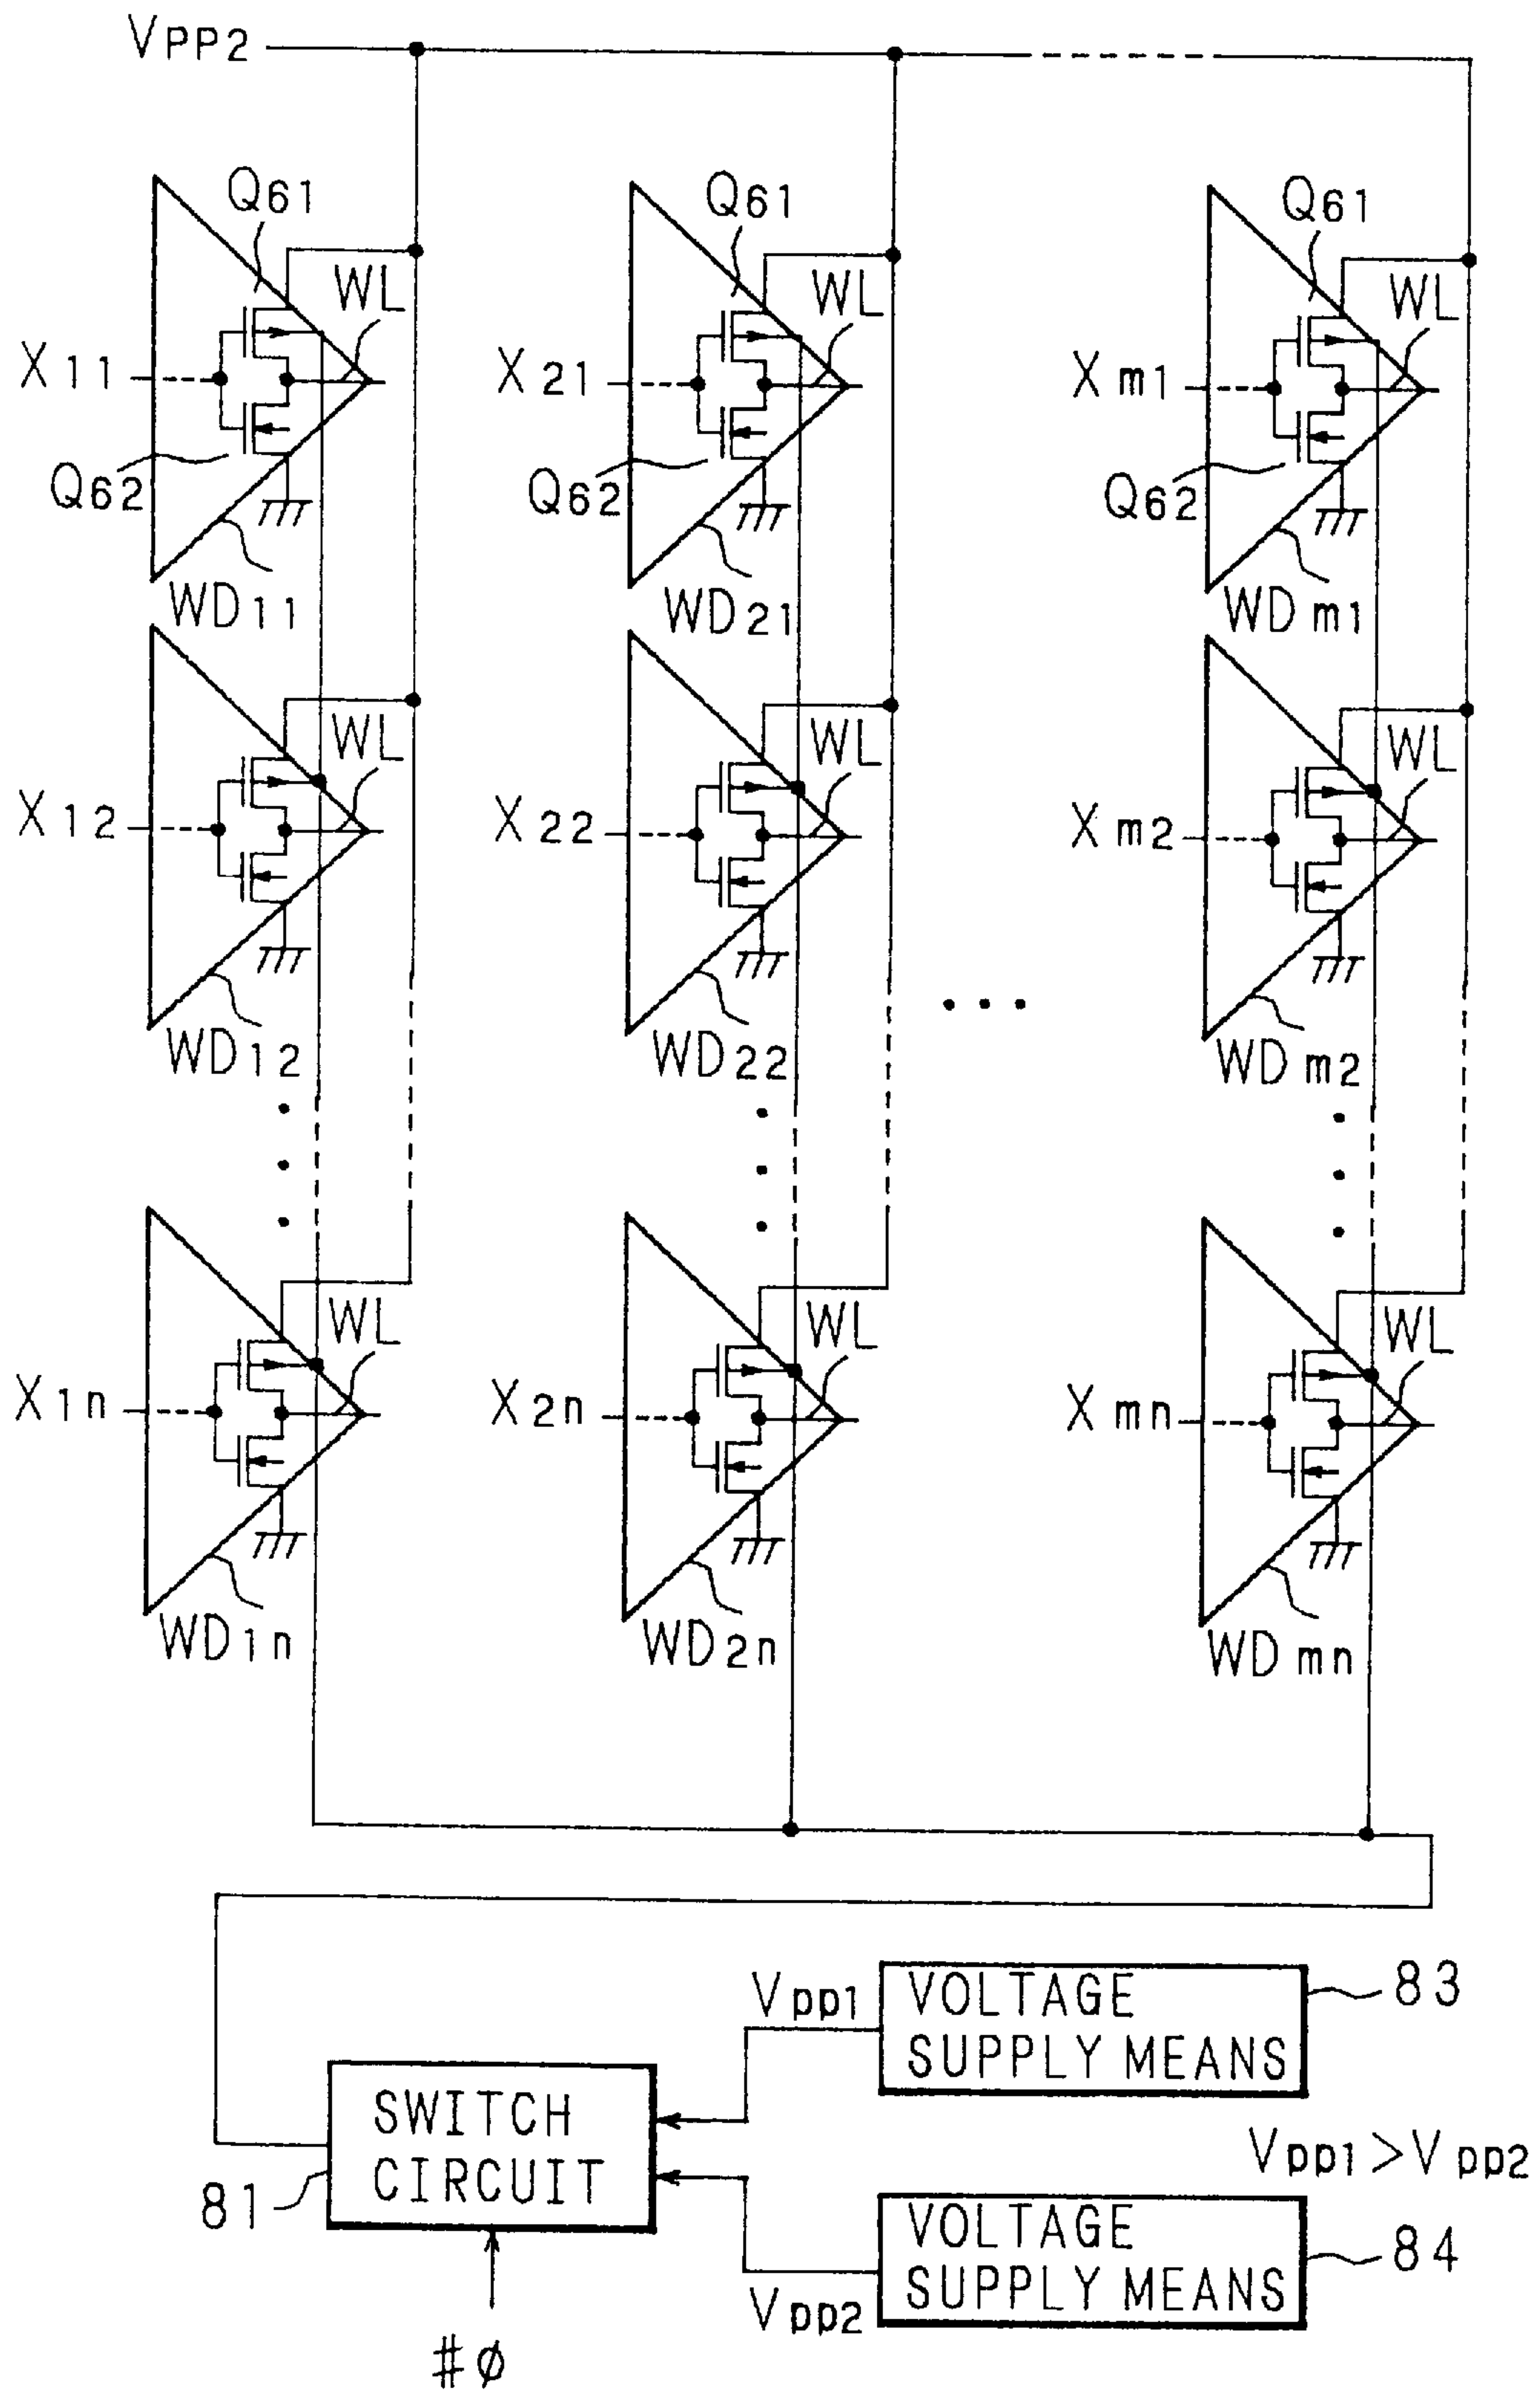 VPP2
Q61 Q61 Q61
WL WL WL
X11 X21 Xm1
Q62 Q62 Q62
WD11 WD21 WDm1
WL WL WL
X12 X22 Xm2
WD12 WD22 WDm2
WL WL WL
X1n X2n Xmn
WD1n WD2n WDmn
Vpp1 VOLTAGE SUPPLY MEANS 83
SWITCH CIRCUIT 81
Vpp1>Vpp2
Vpp2 VOLTAGE SUPPLY MEANS 84
#ø